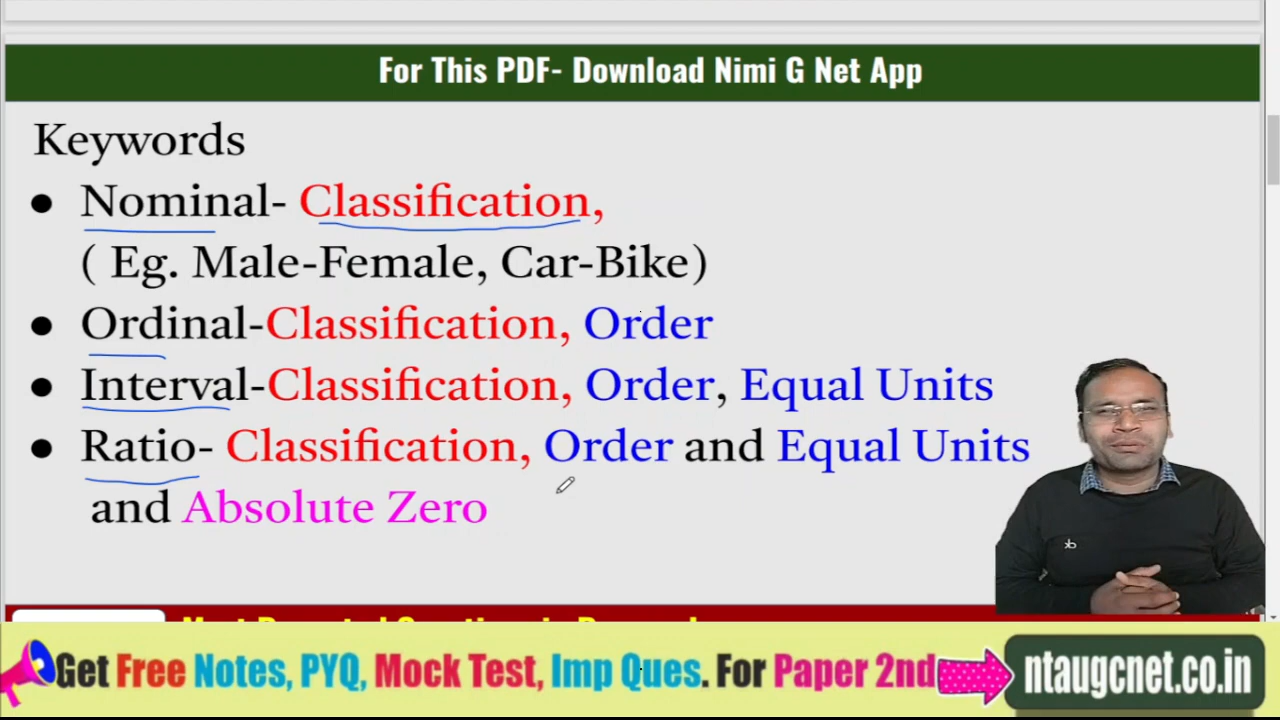 For This PDF- Download Nimi G Net App
Keywords
● Nominal- Classification,
( Eg. Male-Female, Car-Bike)
● Ordinal-Classification, Order
● Interval-Classification, Order, Equal Units
● Ratio- Classification, Order and Equal Units
and Absolute Zero
Get Free Notes, PYQ, Mock Test, Imp Ques. For Paper 2nd
ntaugcnet.co.in